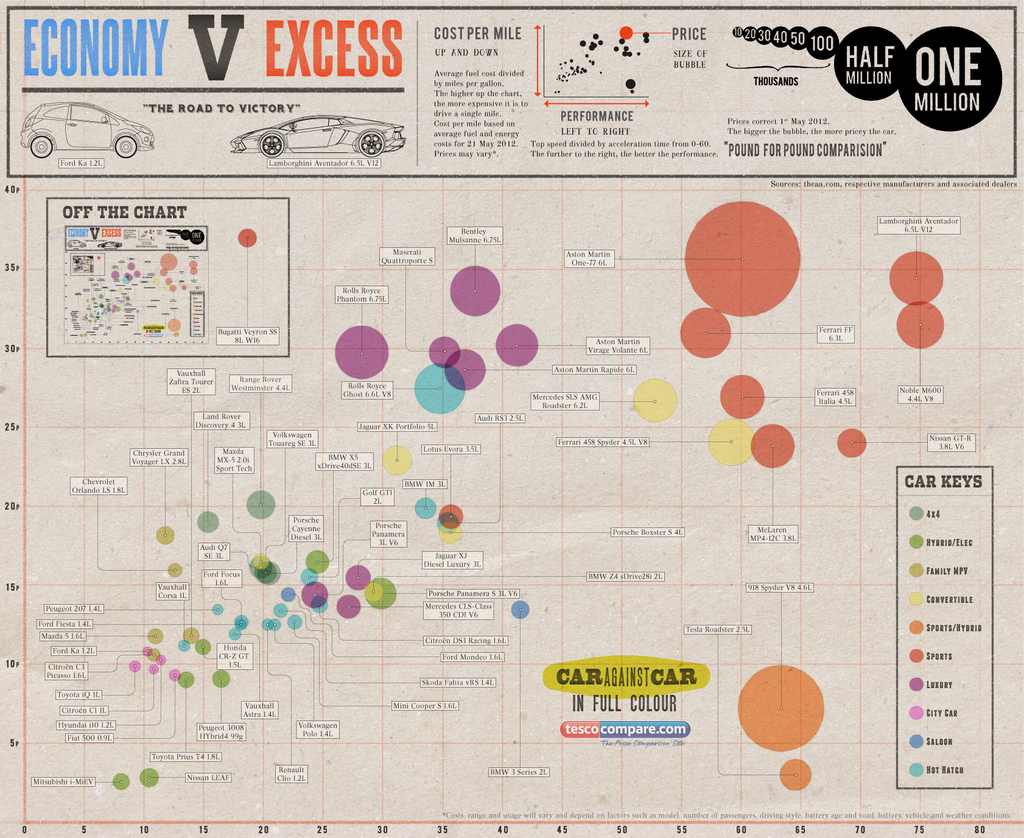 ECONOMY V EXCESS
"THE ROAD TO VICTORY"
Ford Ka 1.2L
Lamborghini Aventador 6.5L V12
COST PER MILE
UP AND DOWN
Average fuel cost divided
by miles per gallon.
The higher up the chart,
the more expensive it is to
drive a single mile.
Cost per mile based on
average fuel and energy
costs for 21 May 2012.
Prices may vary*.
PRICE
SIZE OF
BUBBLE
PERFORMANCE
LEFT TO RIGHT
Top speed divided by acceleration time from 0-60.
The further to the right, the better the performance.
10 20 30 40 50 100
THOUSANDS
HALF
MILLION
ONE
MILLION
Prices correct 1st May 2012.
The bigger the bubble, the more pricey the car.
"POUND FOR POUND COMPARISION"
Sources: theaa.com, respective manufacturers and associated dealers
40P
35P
30P
25P
20P
15P
10P
5P
OFF THE CHART
ECONOMY V EXCESS
Bugatti Veyron SS
8L W16
Bentley
Mulsanne 6.75L
Maserati
Quattroporte S
Rolls Royce
Phantom 6.75L
Aston Martin
One-77 6L
Lamborghini Aventador
6.5L V12
Ferrari FF
6.3L
Aston Martin
Virage Volante 6L
Aston Martin Rapide 6L
Rolls Royce
Ghost 6.6L V8
Mercedes SLS AMG
Roadster 6.2L
Ferrari 458
Italia 4.5L
Noble M600
4.4L V8
Vauxhall
Zafira Tourer
ES 2L
Range Rover
Westminster 4.4L
Audi RS3 2.5L
Jaguar XK Portfolio 5L
Land Rover
Discovery 4 3L
Volkswagen
Touareg SE 3L
Ferrari 458 Spyder 4.5L V8
Nissan GT-R
3.8L V6
Lotus Evora 3.5L
Chrysler Grand
Voyager LX 2.8L
Mazda
MX-5 2.0i
Sport Tech
BMW X5
xDrive40dSE 3L
Chevrolet
Orlando LS 1.8L
BMW 1M 3L
Golf GTI
2L
Porsche
Cayenne
Diesel 3L
Porsche
Panamera
3L V6
Porsche Boxster S 4L
McLaren
MP4-12C 3.8L
Audi Q7
SE 3L
Jaguar XJ
Diesel Luxury 3L
Ford Focus
1.6L
BMW Z4 sDrive28i 2L
Vauxhall
Corsa 1L
Porsche Panamera S 3L V6
918 Spyder V8 4.6L
Peugeot 207 1.4L
Mercedes CLS-Class
350 CDI V6
Ford Fiesta 1.4L
Tesla Roadster 2.5L
Mazda 5 1.6L
Citroën DS3 Racing 1.6L
Ford Ka 1.2L
Honda
CR-Z GT
1.5L
Ford Mondeo 1.6L
Citroën C3
Picasso 1.6L
Skoda Fabia vRS 1.4L
Toyota iQ 1L
Mini Cooper S 1.6L
Citroën C1 1L
Vauxhall
Astra 1.4L
Hyundai i10 1.2L
Peugeot 3008
HYbrid4 99g
Volkswagen
Polo 1.4L
Fiat 500 0.9L
Toyota Prius T4 1.8L
Mitsubishi i-MiEV
Nissan LEAF
Renault
Clio 1.2L
BMW 3 Series 2L
CAR AGAINST CAR
IN FULL COLOUR
tescocompare.com
The Price Comparison Site
CAR KEYS
4x4
HYBRID/ELEC
FAMILY MPV
CONVERTIBLE
SPORTS/HYBRID
SPORTS
LUXURY
CITY CAR
SALOON
HOT HATCH
*Costs, range and usage will vary and depend on factors such as model, number of passengers, driving style, battery age and road, battery, vehicle and weather conditions.
0 5 10 15 20 25 30 35 40 45 50 55 60 65 70 75 80